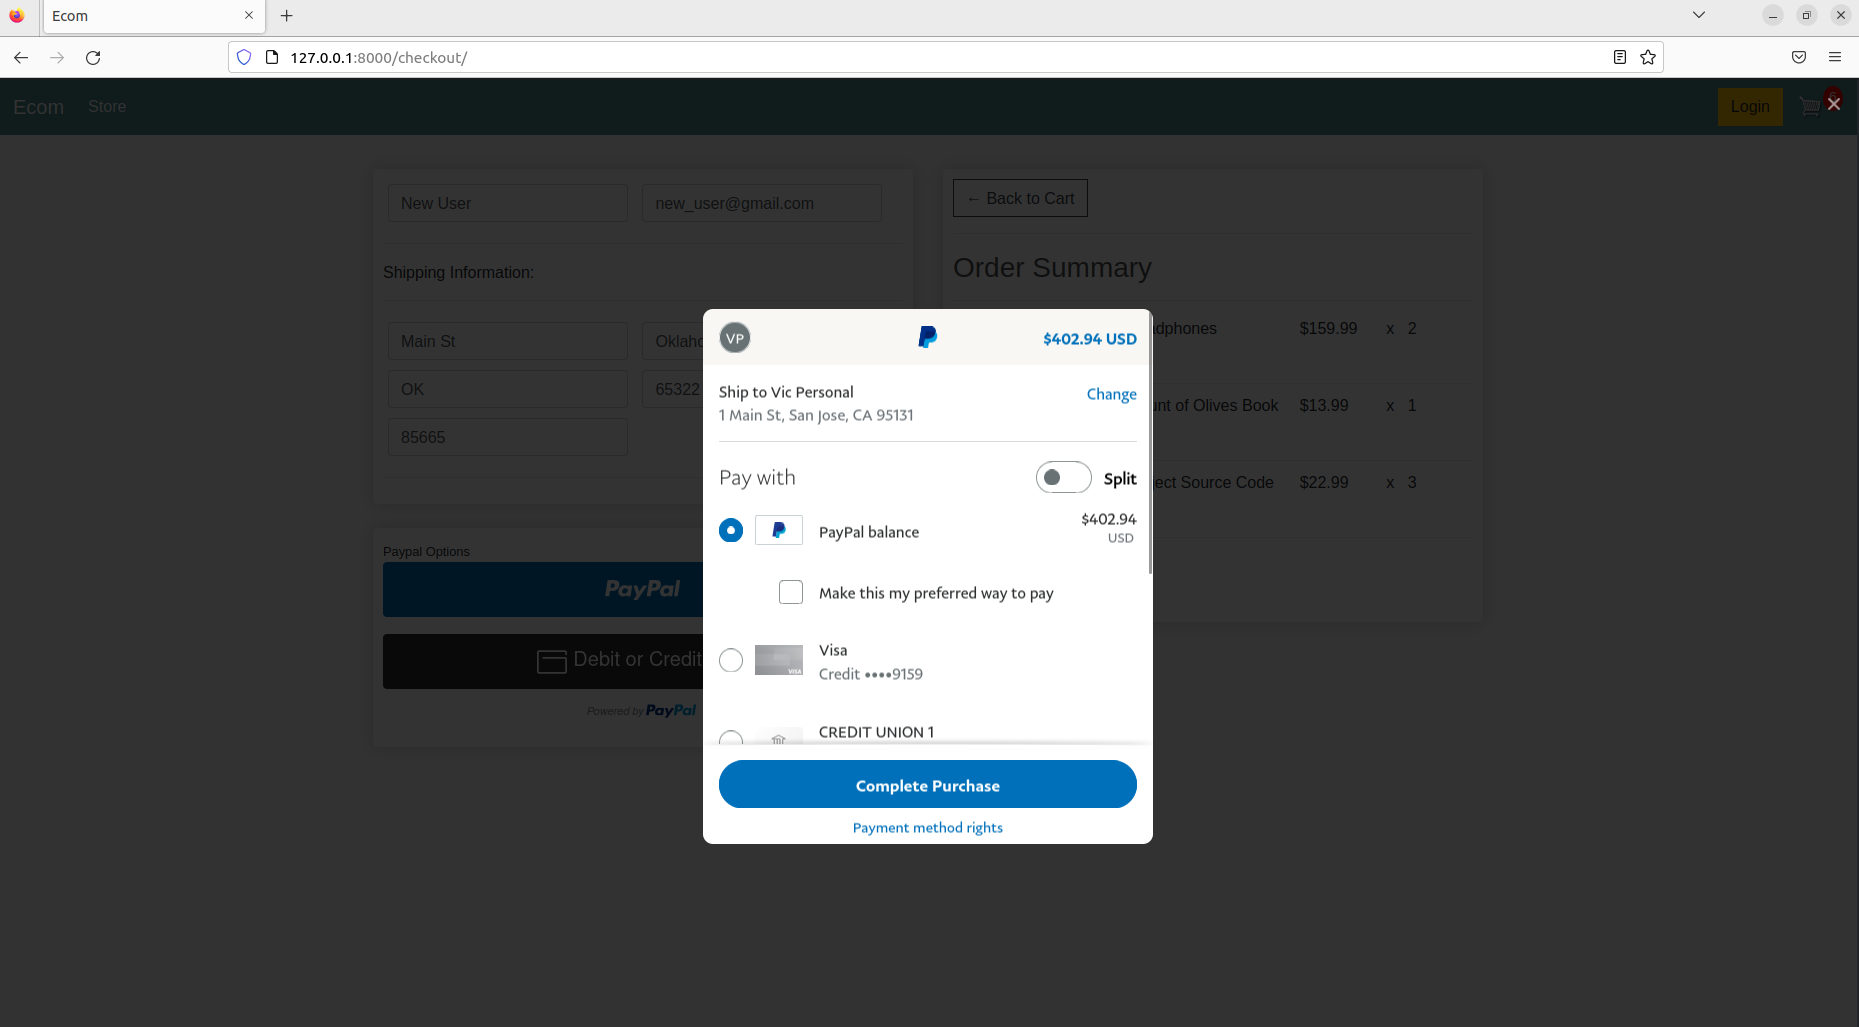 Ecom
127.0.0.1:8000/checkout/
Ecom Store Login
New User new_user@gmail.com
Shipping Information:
Main St
OK 65322
85665
Paypal Options
PayPal
Debit or Credit
Powered by PayPal
← Back to Cart
Order Summary
$159.99 x 2
of Olives Book $13.99 x 1
Source Code $22.99 x 3
VP $402.94 USD
Ship to Vic Personal Change
1 Main St, San Jose, CA 95131
Pay with Split
PayPal balance $402.94
USD
Make this my preferred way to pay
Visa
VISA
Credit ••••9159
CREDIT UNION 1
Complete Purchase
Payment method rights